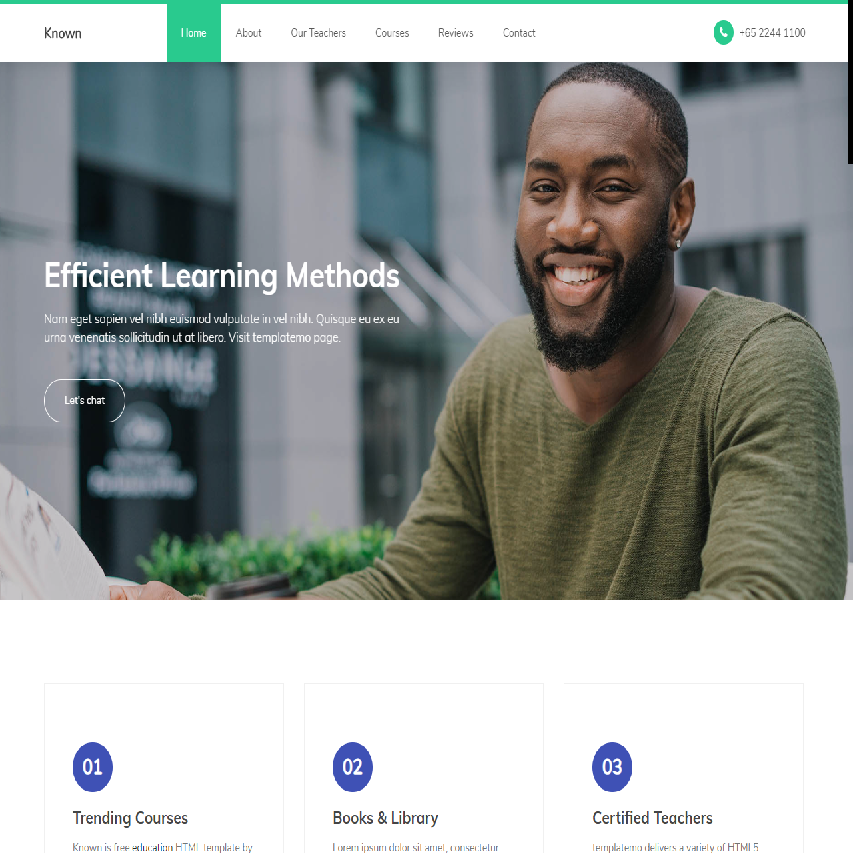 Known
Home About Our Teachers Courses Reviews Contact
+65 2244 1100
Efficient Learning Methods
Nam eget sapien vel nibh euismod vulputate in vel nibh. Quisque eu ex eu
urna venenatis sollicitudin ut at libero. Visit templatemo page.
Let's chat
01
Trending Courses
Known is free education HTML template by
02
Books & Library
Lorem ipsum dolor sit amet, consectetur
03
Certified Teachers
templatemo delivers a variety of HTML5